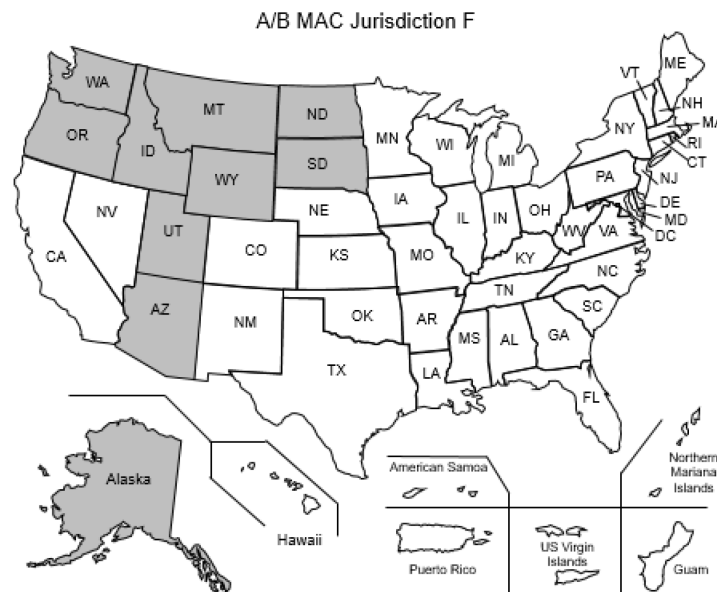 A/B MAC Jurisdiction F
WA
MT
ND
OR
ID
SD
WY
MN
WI
MI
ME
VT
NH
MA
NY
RI
CT
NJ
PA
DE
MD
DC
NV
UT
CA
CO
NE
IA
IL
IN
OH
WV
VA
KS
MO
KY
NC
TN
AZ
NM
OK
AR
SC
MS
AL
GA
TX
LA
FL
Alaska
Hawaii
American Samoa
Northern
Mariana
Islands
Puerto Rico
US Virgin
Islands
Guam